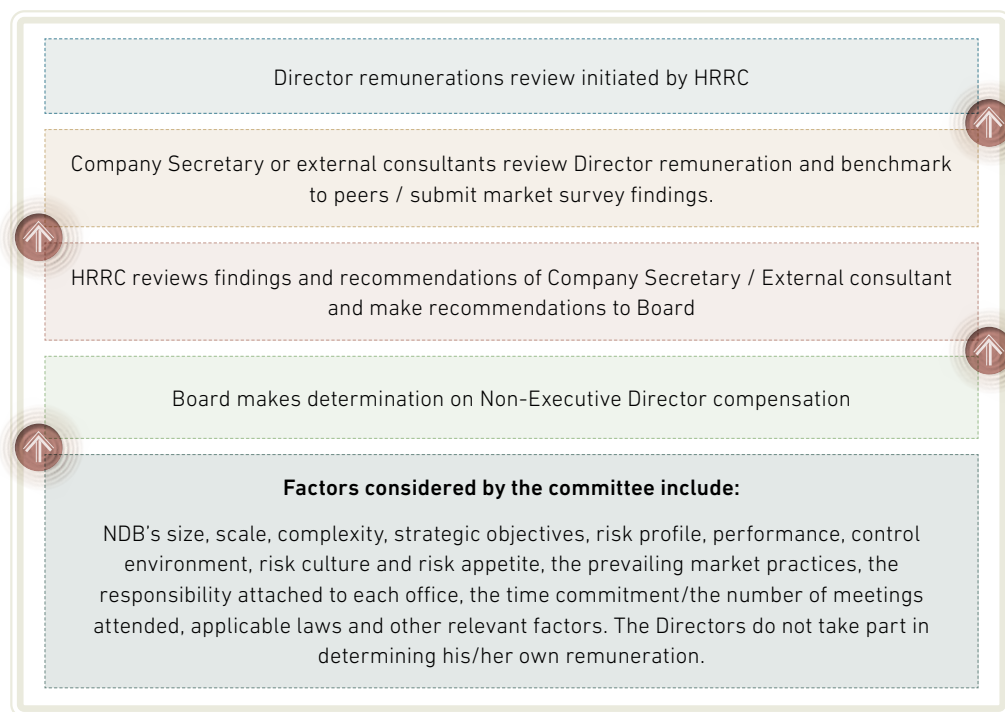 Director remunerations review initiated by HRRC
Company Secretary or external consultants review Director remuneration and benchmark
to peers / submit market survey findings.
HRRC reviews findings and recommendations of Company Secretary / External consultant
and make recommendations to Board
Board makes determination on Non-Executive Director compensation
Factors considered by the committee include:
NDB’s size, scale, complexity, strategic objectives, risk profile, performance, control
environment, risk culture and risk appetite, the prevailing market practices, the
responsibility attached to each office, the time commitment/the number of meetings
attended, applicable laws and other relevant factors. The Directors do not take part in
determining his/her own remuneration.